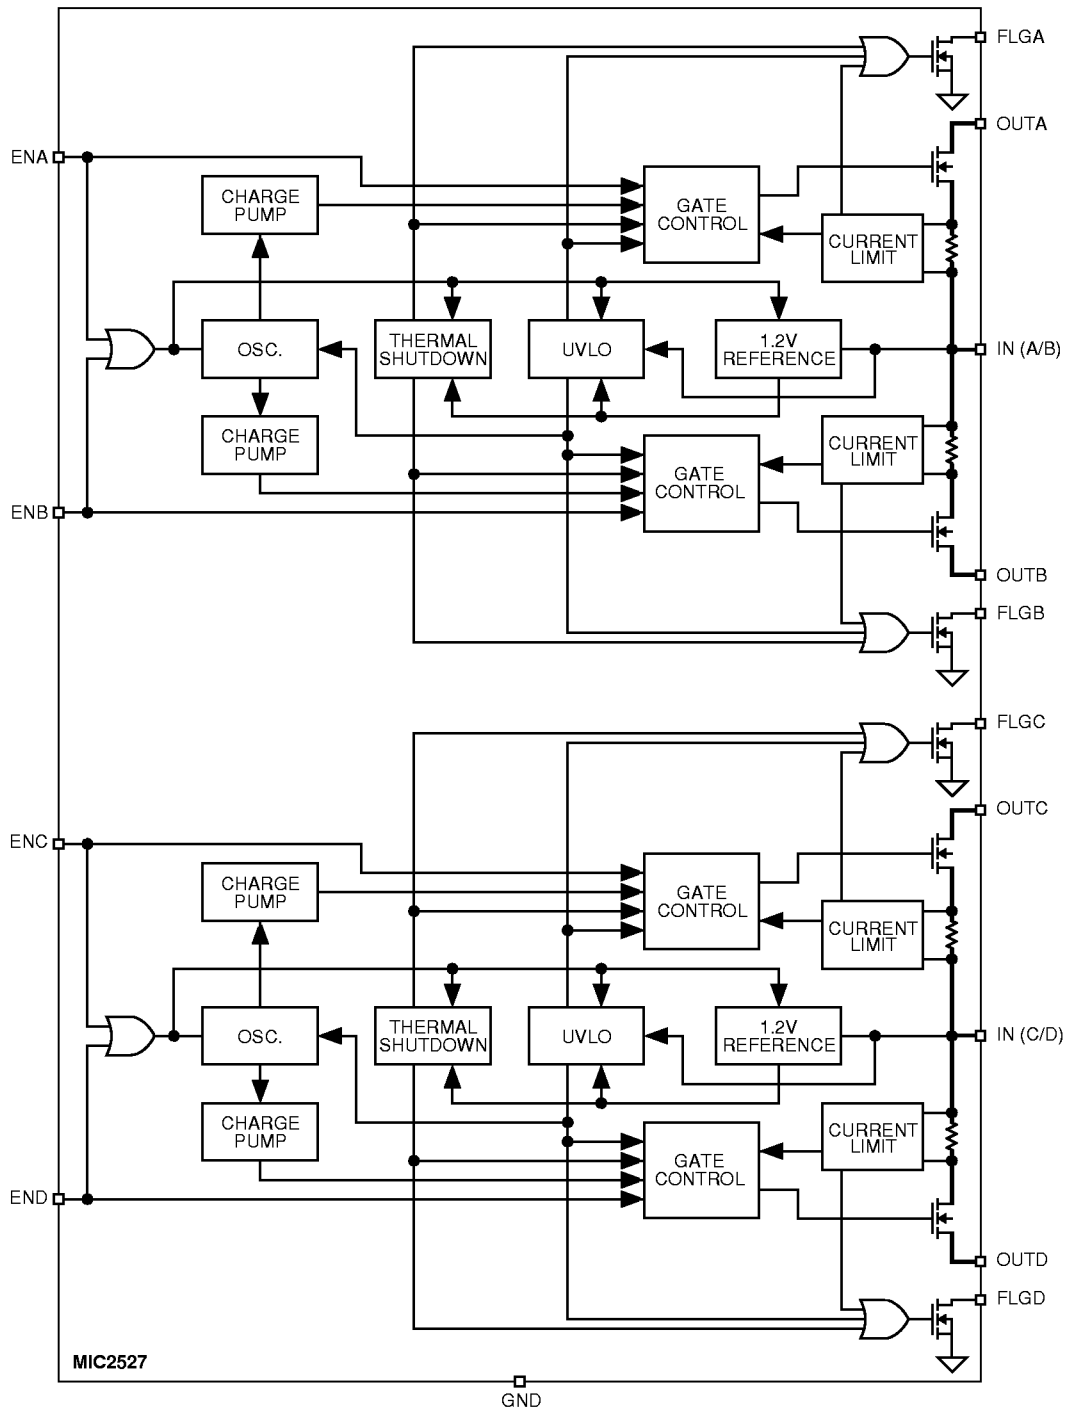 FLGA
OUTA
ENA
CHARGE
PUMP
GATE
CONTROL
CURRENT
LIMIT
OSC.
THERMAL
SHUTDOWN
UVLO
1.2V
REFERENCE
IN (A/B)
CHARGE
PUMP
GATE
CONTROL
CURRENT
LIMIT
ENB
OUTB
FLGB
FLGC
OUTC
ENC
CHARGE
PUMP
GATE
CONTROL
CURRENT
LIMIT
OSC.
THERMAL
SHUTDOWN
UVLO
1.2V
REFERENCE
IN (C/D)
CHARGE
PUMP
GATE
CONTROL
CURRENT
LIMIT
END
OUTD
FLGD
MIC2527
GND